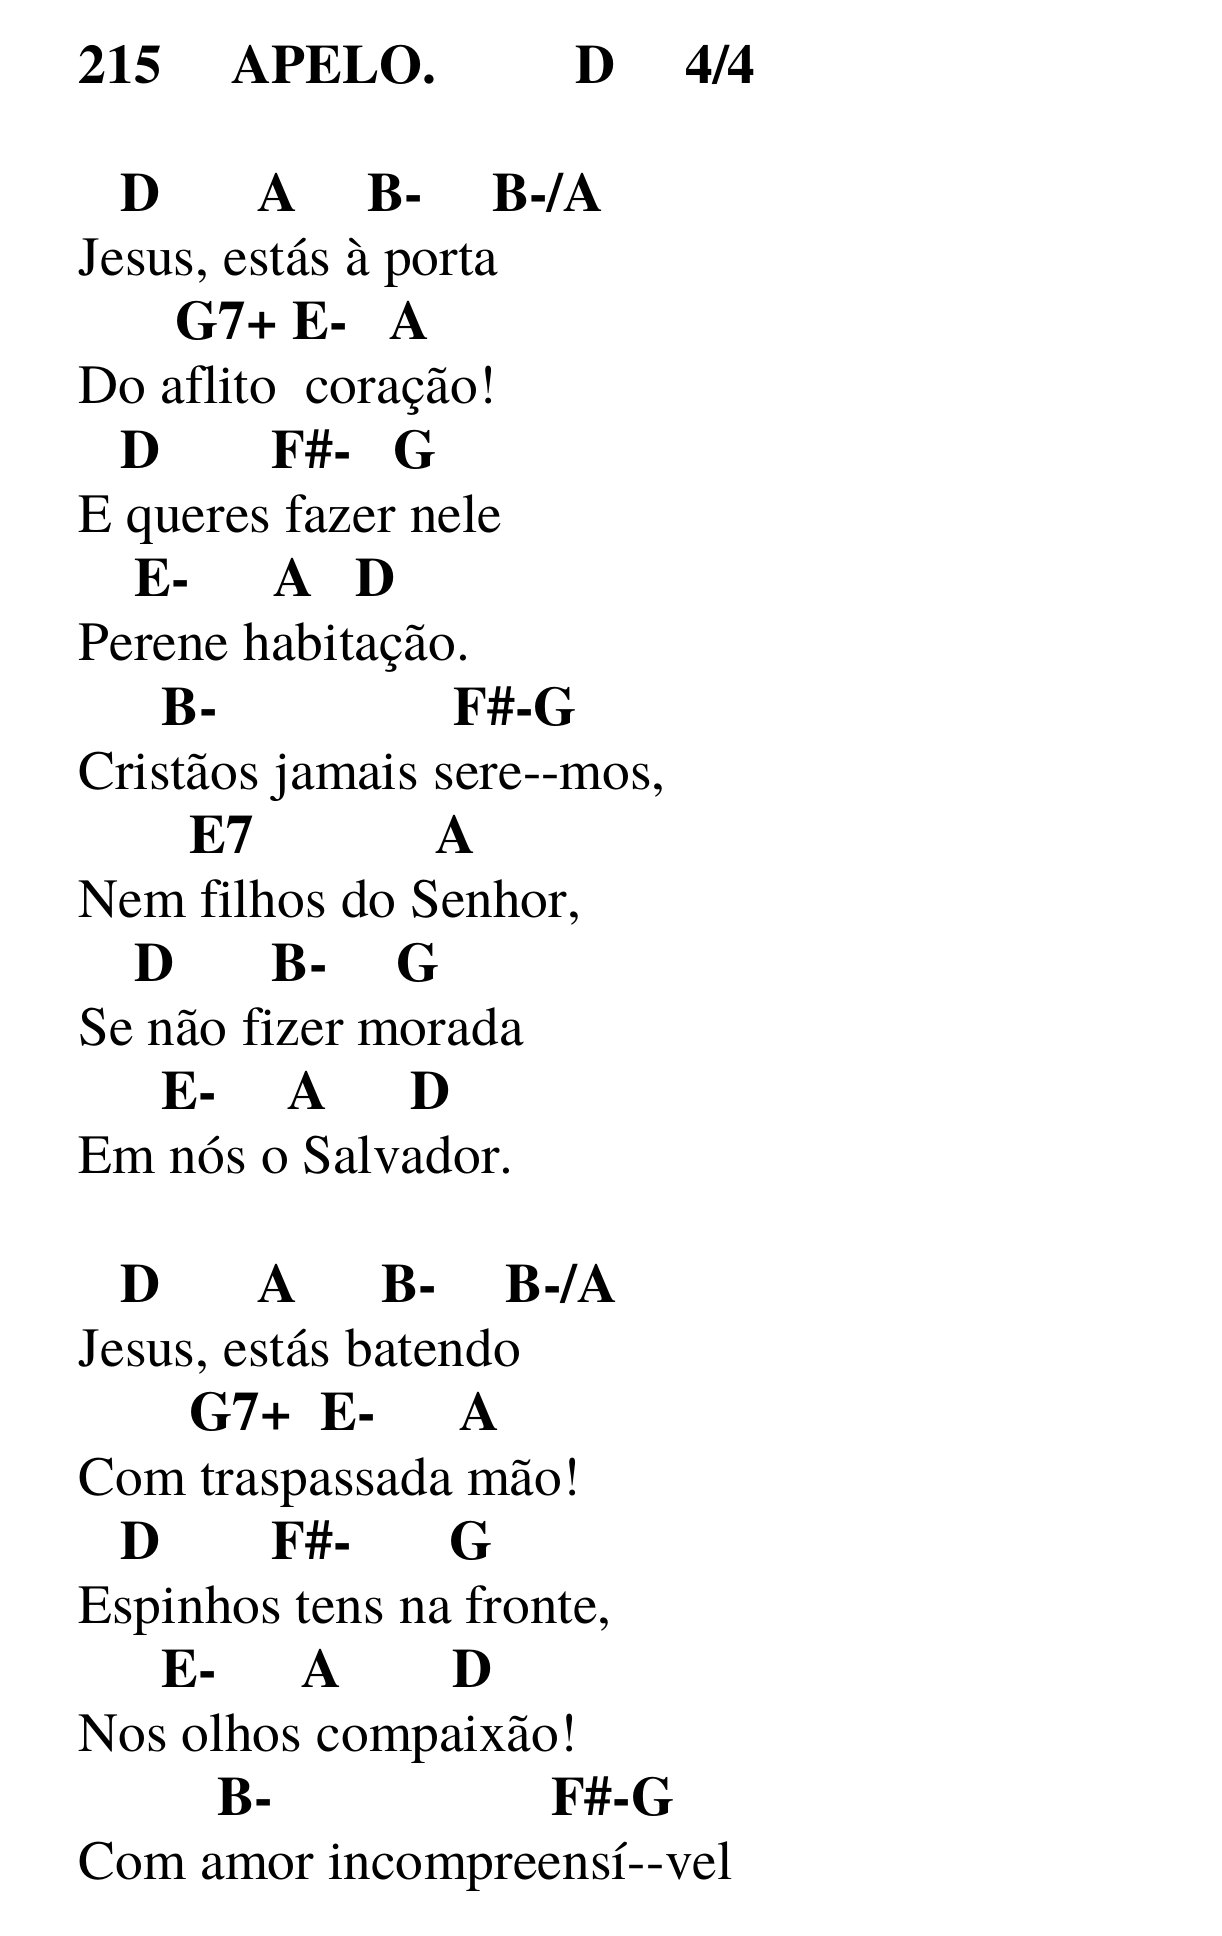 215     APELO.          D     4/4

   D       A     B-     B-/A
Jesus, estás à porta
       G7+ E-   A
Do aflito  coração!
   D        F#-   G
E queres fazer nele
    E-      A   D
Perene habitação.
      B-                 F#-G
Cristãos jamais sere--mos,
        E7             A
Nem filhos do Senhor,
    D       B-     G
Se não fizer morada
      E-     A      D
Em nós o Salvador.

   D       A      B-     B-/A
Jesus, estás batendo
        G7+  E-      A
Com traspassada mão!
   D        F#-       G
Espinhos tens na fronte,
      E-      A        D
Nos olhos compaixão!
          B-                    F#-G
Com amor incompreensí--vel